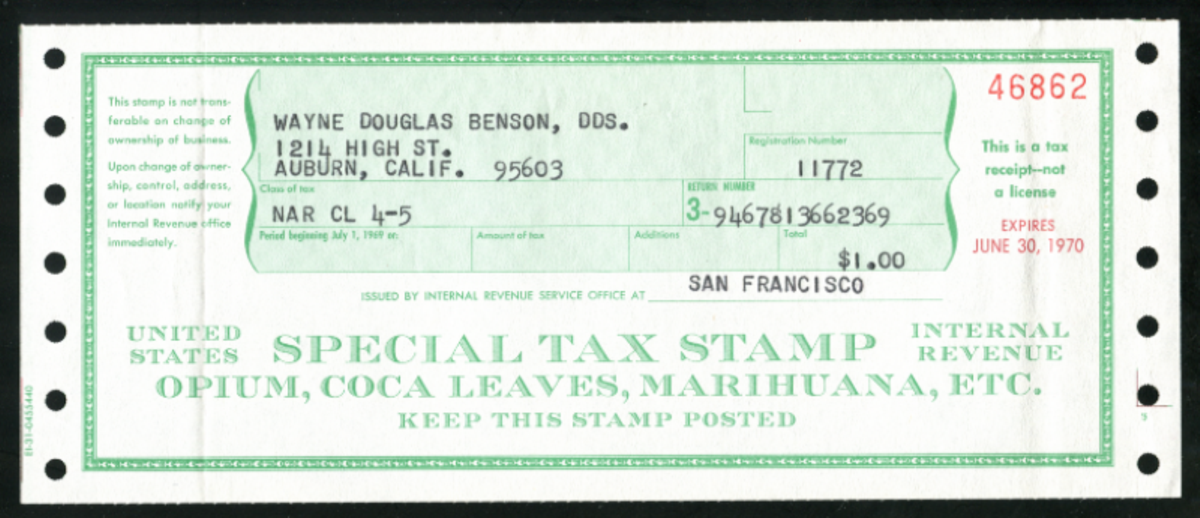 46862
This stamp is not trans-
ferable on change of
ownership of business.
Upon change of owner-
ship, control, address,
or location notify your
Internal Revenue office
immediately.
WAYNE DOUGLAS BENSON, DDS.
1214 HIGH ST.
AUBURN, CALIF. 95603
Registration Number
11772
Class of tax
NAR CL 4-5
RETURN NUMBER
3-9467813662369
Period beginning July 1, 1969 or:
Amount of tax
Additions
Total
$1.00
This is a tax
receipt—not
a license
EXPIRES
JUNE 30, 1970
ISSUED BY INTERNAL REVENUE SERVICE OFFICE AT SAN FRANCISCO
UNITED STATES
SPECIAL TAX STAMP
INTERNAL REVENUE
OPIUM, COCA LEAVES, MARIHUANA, ETC.
KEEP THIS STAMP POSTED
9